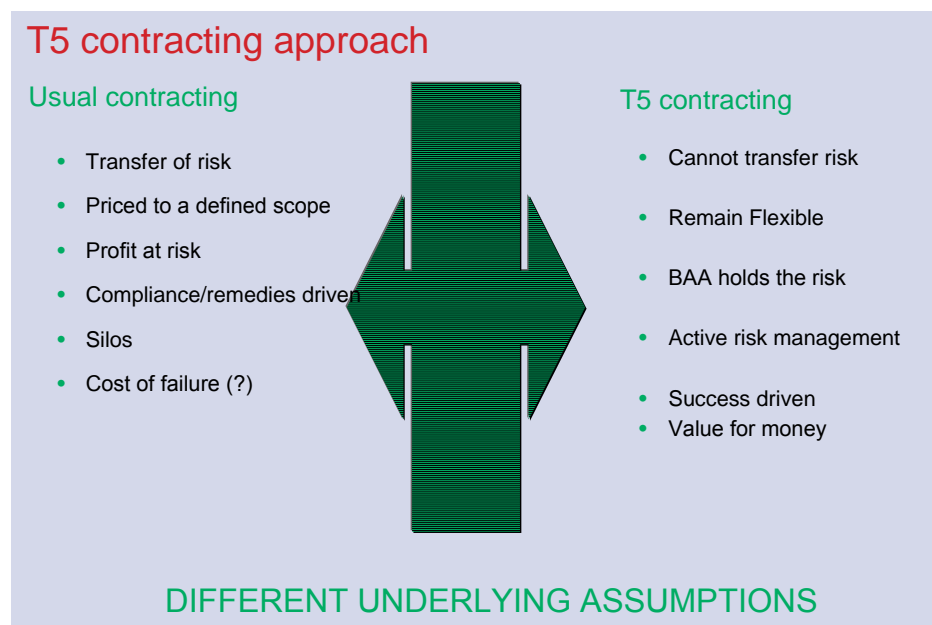 T5 contracting approach
Usual contracting
• Transfer of risk
• Priced to a defined scope
• Profit at risk
• Compliance/remedies driven
• Silos
• Cost of failure (?)
T5 contracting
• Cannot transfer risk
• Remain Flexible
• BAA holds the risk
• Active risk management
• Success driven
• Value for money
DIFFERENT UNDERLYING ASSUMPTIONS